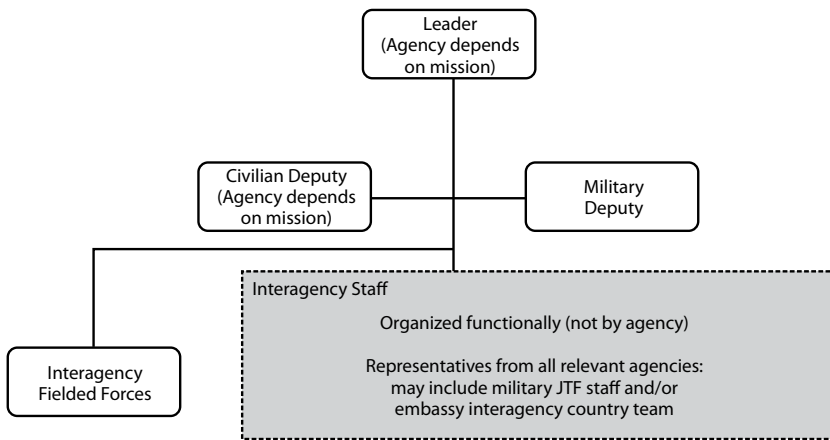 Leader
(Agency depends
on mission)
Civilian Deputy
(Agency depends
on mission)
Military
Deputy
Interagency Staff
Organized functionally (not by agency)
Representatives from all relevant agencies:
may include military JTF staff and/or
embassy interagency country team
Interagency
Fielded Forces